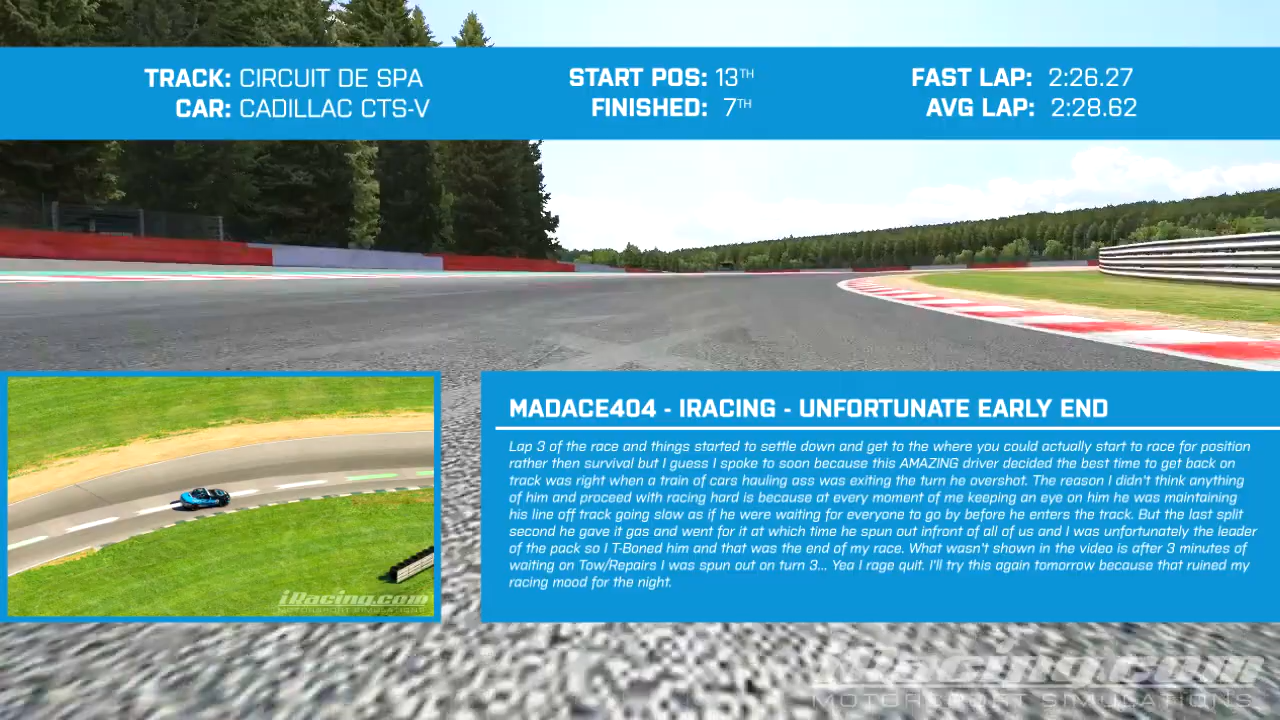 TRACK: CIRCUIT DE SPA
CAR: CADILLAC CTS-V
START POS: 13TH
FINISHED: 7TH
FAST LAP: 2:26.27
AVG LAP: 2:28.62
MADACE404 - IRACING - UNFORTUNATE EARLY END
Lap 3 of the race and things started to settle down and get to the where you could actually start to race for position
rather then survival but I guess I spoke to soon because this AMAZING driver decided the best time to get back on
track was right when a train of cars hauling ass was exiting the turn he overshot. The reason I didn't think anything
of him and proceed with racing hard is because at every moment of me keeping an eye on him he was maintaining
his line off track going slow as if he were waiting for everyone to go by before he enters the track. But the last split
second he gave it gas and went for it at which time he spun out infront of all of us and I was unfortunately the leader
of the pack so I T-Boned him and that was the end of my race. What wasn't shown in the video is after 3 minutes of
waiting on Tow/Repairs I was spun out on turn 3... Yea I rage quit. I'll try this again tomorrow because that ruined my
racing mood for the night.
iRacing.com
MOTORSPORT SIMULATIONS
iRacing.com
MOTORSPORT SIMULATIONS